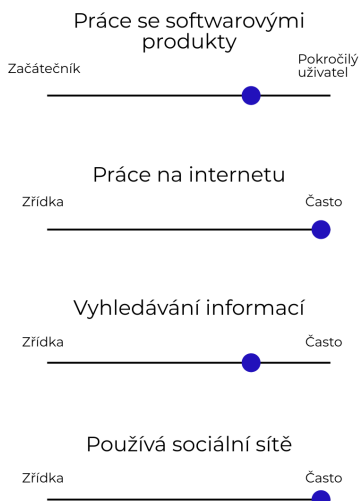 Práce se softwarovými
produkty
Začátečník
Pokročilý
uživatel
Práce na internetu
Zřídka
Často
Vyhledávání informací
Zřídka
Často
Používá sociální sítě
Zřídka
Často